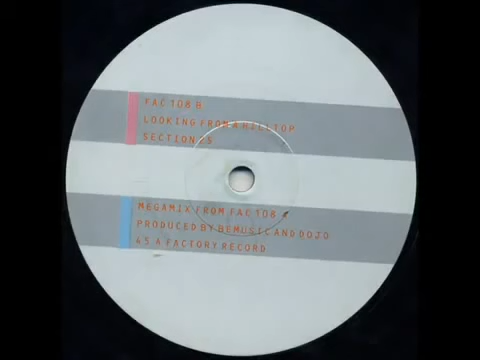 FAC 108 B
LOOKING FROM A HILLTOP
SECTION 25
MEGAMIX FROM FAC 108
PRODUCED BY BEMUSIC AND DOJO
45 A FACTORY RECORD